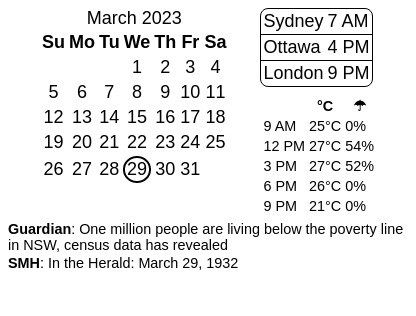 March 2023
Su Mo Tu We Th Fr Sa
1 2 3 4
5 6 7 8 9 10 11
12 13 14 15 16 17 18
19 20 21 22 23 24 25
26 27 28 29 30 31
Sydney 7 AM
Ottawa 4 PM
London 9 PM
°C ☂
9 AM 25°C 0%
12 PM 27°C 54%
3 PM 27°C 52%
6 PM 26°C 0%
9 PM 21°C 0%
Guardian: One million people are living below the poverty line
in NSW, census data has revealed
SMH: In the Herald: March 29, 1932